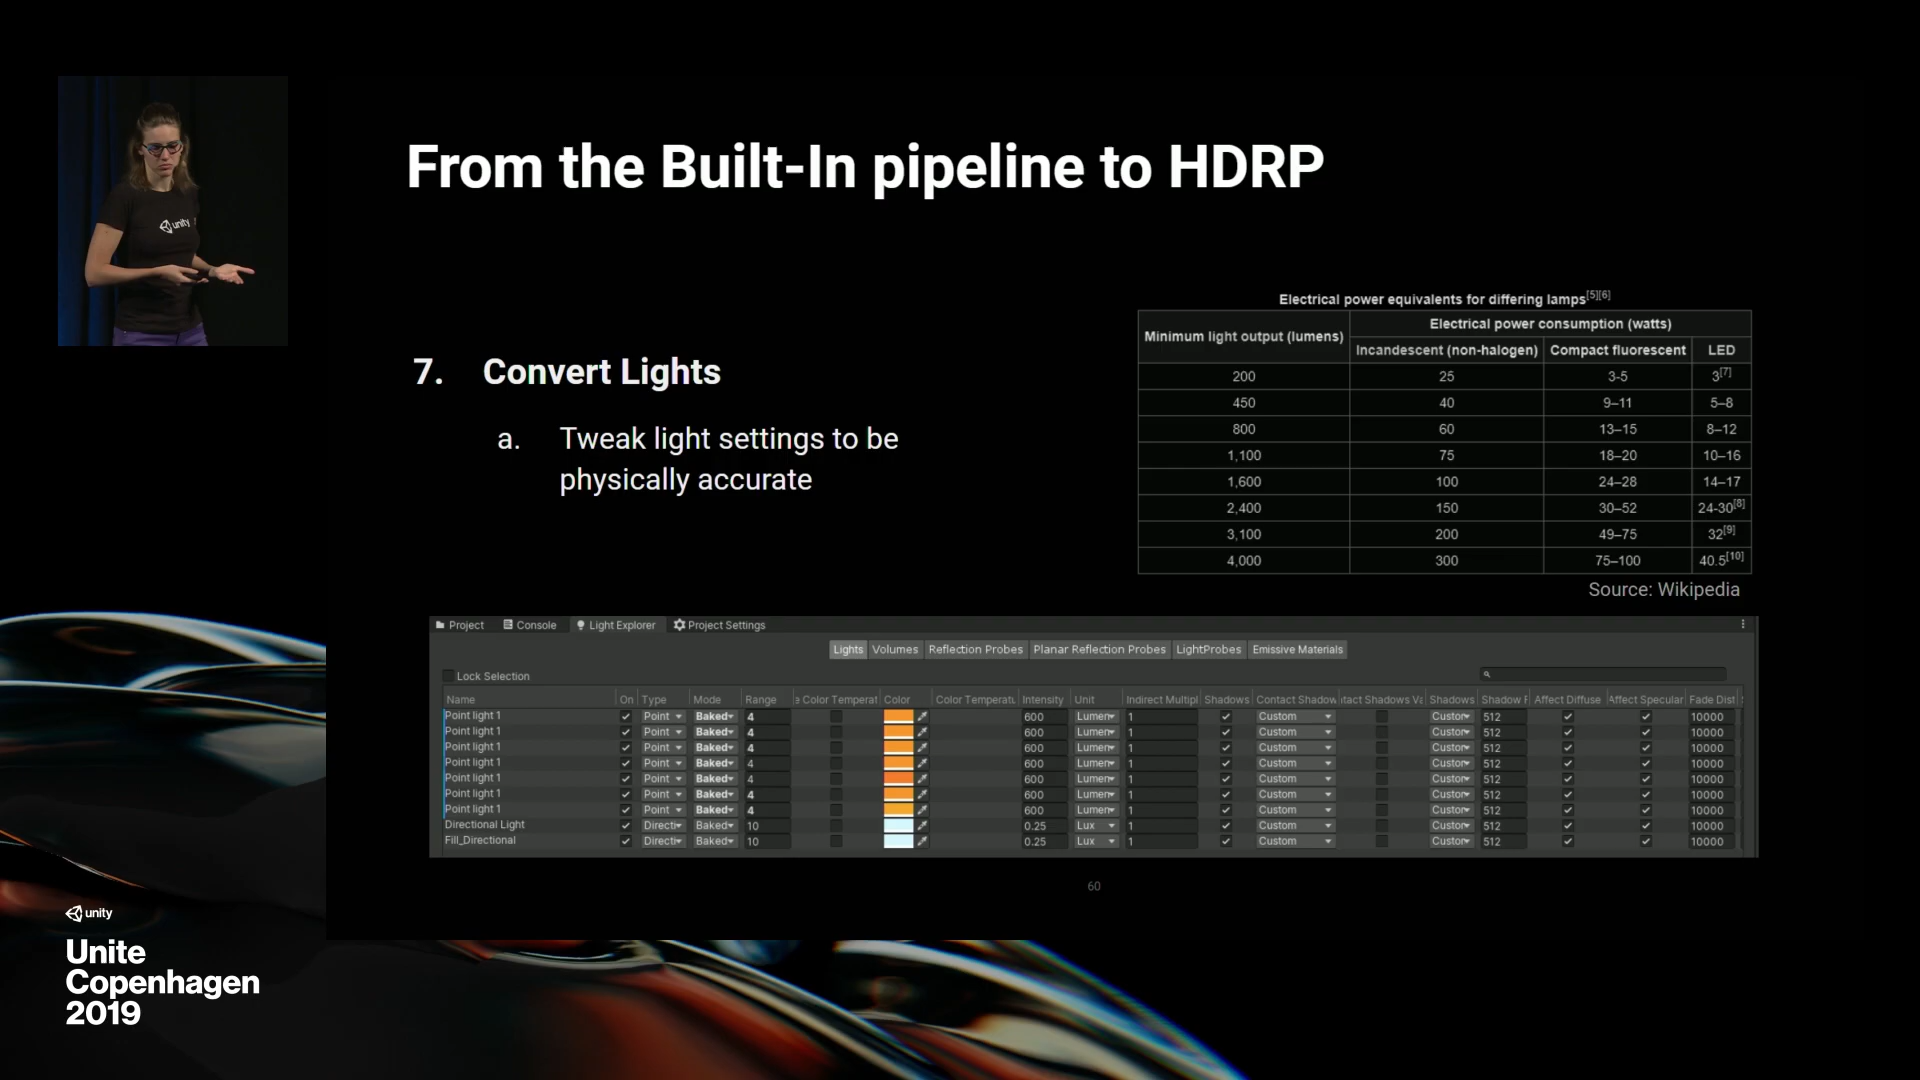 unity
From the Built-In pipeline to HDRP
7. Convert Lights
a. Tweak light settings to be
physically accurate
Electrical power equivalents for differing lamps[5][6]
Minimum light output (lumens) Electrical power consumption (watts)
Incandescent (non-halogen) Compact fluorescent LED
200 25 3-5 3[7]
450 40 9–11 5–8
800 60 13–15 8–12
1,100 75 18–20 10–16
1,600 100 24–28 14–17
2,400 150 30–52 24-30[8]
3,100 200 49–75 32[9]
4,000 300 75–100 40.5[10]
Source: Wikipedia
Project Console Light Explorer Project Settings
Lights Volumes Reflection Probes Planar Reflection Probes LightProbes Emissive Materials
Lock Selection
Name On Type Mode Range e Color Temperat Color Color Temperatu Intensity Unit Indirect Multipl Shadows Contact Shadow tact Shadows Va Shadows Shadow F Affect Diffuse Affect Specular Fade Dist
Point light 1 Point Baked 4 600 Lumen 1 Custom Custom 512 10000
Point light 1 Point Baked 4 600 Lumen 1 Custom Custom 512 10000
Point light 1 Point Baked 4 600 Lumen 1 Custom Custom 512 10000
Point light 1 Point Baked 4 600 Lumen 1 Custom Custom 512 10000
Point light 1 Point Baked 4 600 Lumen 1 Custom Custom 512 10000
Point light 1 Point Baked 4 600 Lumen 1 Custom Custom 512 10000
Point light 1 Point Baked 4 600 Lumen 1 Custom Custom 512 10000
Directional Light Directi Baked 10 0.25 Lux 1 Custom Custom 512 10000
Fill_Directional Directi Baked 10 0.25 Lux 1 Custom Custom 512 10000
60
unity
Unite
Copenhagen
2019